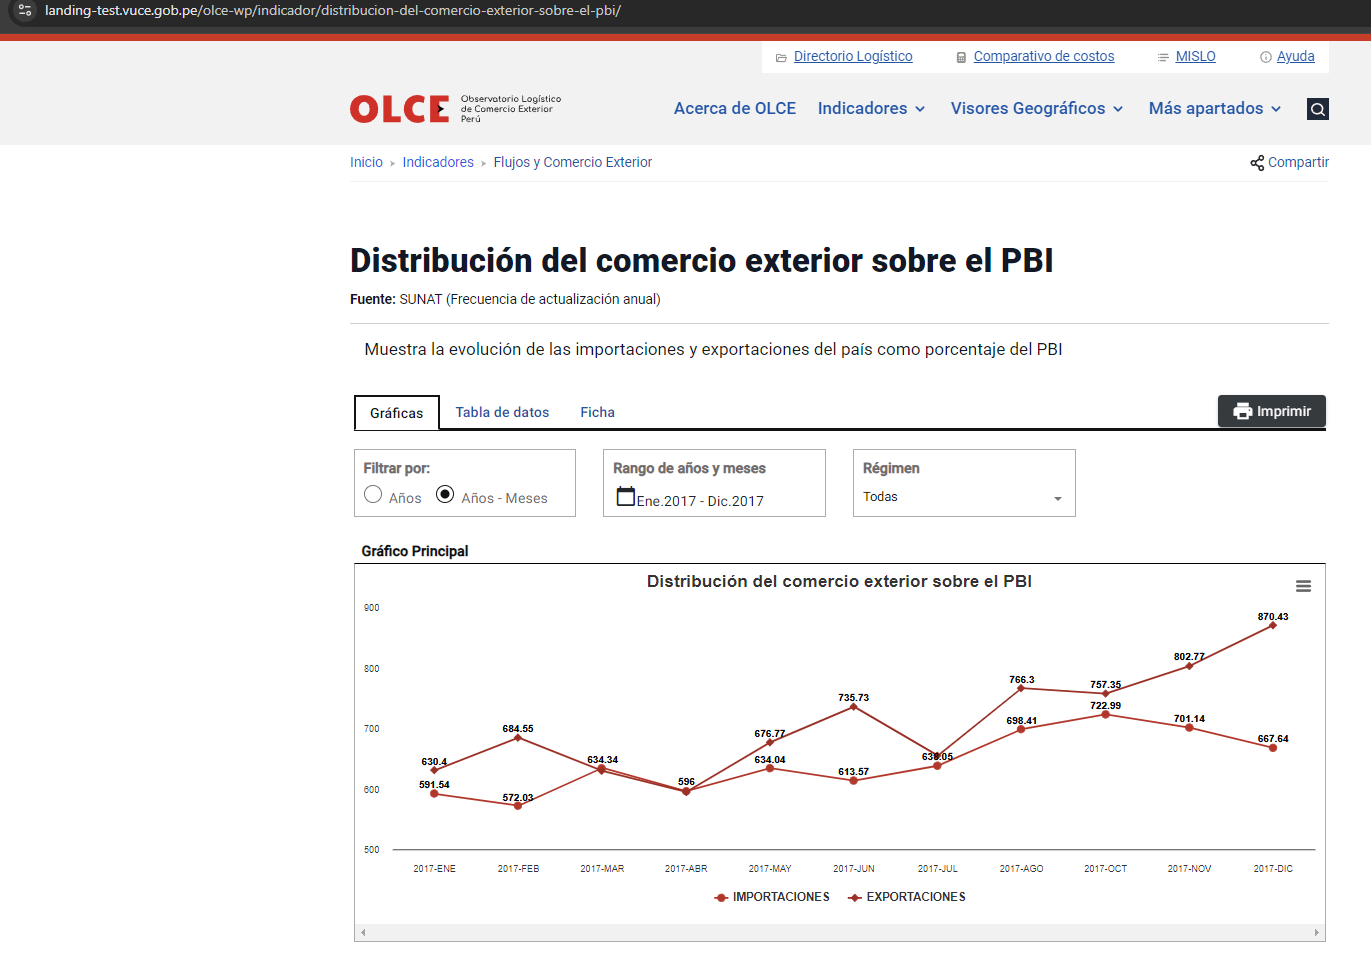 landing-test.vuce.gob.pe/olce-wp/indicador/distribucion-del-comercio-exterior-sobre-el-pbi/
Directorio Logístico Comparativo de costos MISLO Ayuda
OLCE Observatorio Logístico de Comercio Exterior Perú
Acerca de OLCE Indicadores Visores Geográficos Más apartados
Inicio Indicadores Flujos y Comercio Exterior Compartir
Distribución del comercio exterior sobre el PBI
Fuente: SUNAT (Frecuencia de actualización anual)
Muestra la evolución de las importaciones y exportaciones del país como porcentaje del PBI
Gráficas Tabla de datos Ficha Imprimir
Filtrar por: Rango de años y meses Régimen
Años Años - Meses Ene.2017 - Dic.2017 Todas
Gráfico Principal
Distribución del comercio exterior sobre el PBI
900
800
700
600
500
630.4 684.55 634.34 596 676.77 735.73 766.3 757.35 802.77 870.43
591.54 572.03 634.04 613.57 698.41 722.99 701.14 667.64
2017-ENE 2017-FEB 2017-MAR 2017-ABR 2017-MAY 2017-JUN 2017-JUL 2017-AGO 2017-OCT 2017-NOV 2017-DIC
IMPORTACIONES EXPORTACIONES